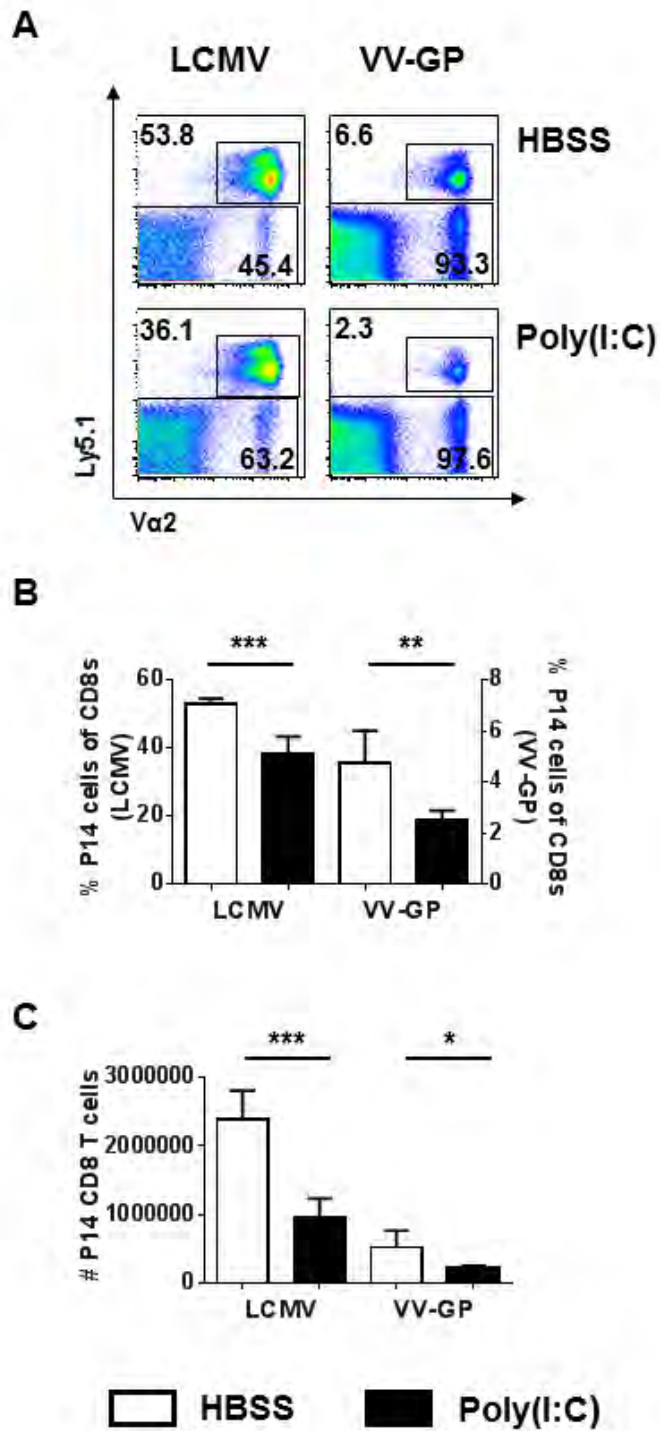 A
LCMV VV-GP
53.8 6.6 HBSS
45.4 93.3
36.1 2.3 Poly(I:C)
63.2 97.6
Ly5.1
Vα2
B
*** **
% P14 cells of CD8s
(LCMV)
60
40
20
0
8
6
4
2
0
% P14 cells of CD8s
(VV-GP)
LCMV VV-GP
C
*** *
# P14 CD8 T cells
3000000
2000000
1000000
0
LCMV VV-GP
HBSS Poly(I:C)